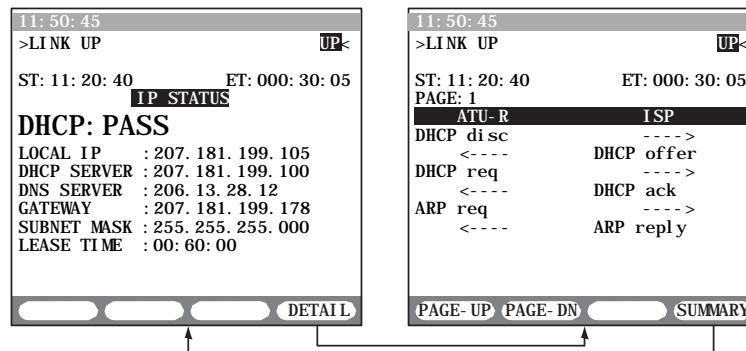 11:50:45
>LINK UP UP<
ST:11:20:40 ET:000:30:05
IP STATUS
DHCP:PASS
LOCAL IP :207.181.199.105
DHCP SERVER :207.181.199.100
DNS SERVER :206.13.28.12
GATEWAY :207.181.199.178
SUBNET MASK :255.255.255.000
LEASE TIME :00:60:00
DETAIL
11:50:45
>LINK UP UP<
ST:11:20:40 ET:000:30:05
PAGE:1
ATU-R ISP
DHCP disc ---->
<---- DHCP offer
DHCP req ---->
<---- DHCP ack
ARP req ---->
<---- ARP reply
PAGE-UP PAGE-DN SUMMARY